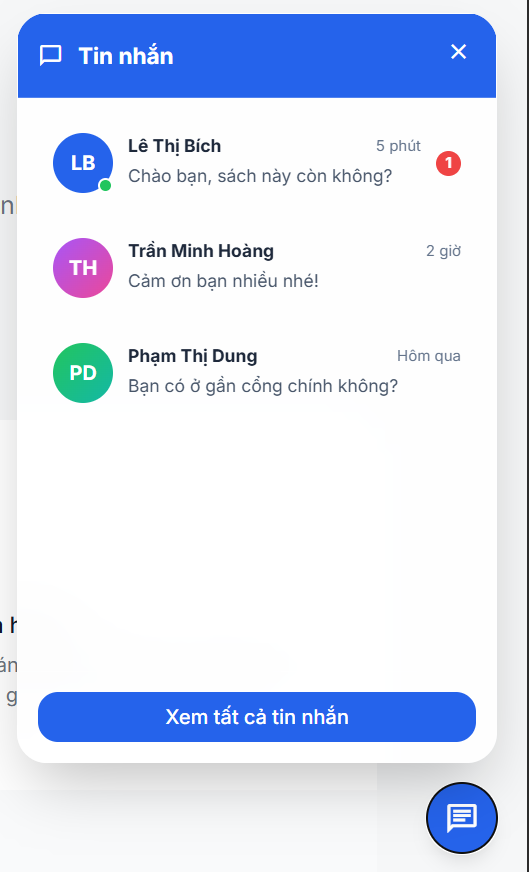 Tin nhắn
LB
Lê Thị Bích
5 phút
Chào bạn, sách này còn không?
1
TH
Trần Minh Hoàng
2 giờ
Cảm ơn bạn nhiều nhé!
PD
Phạm Thị Dung
Hôm qua
Bạn có ở gần cổng chính không?
Xem tất cả tin nhắn